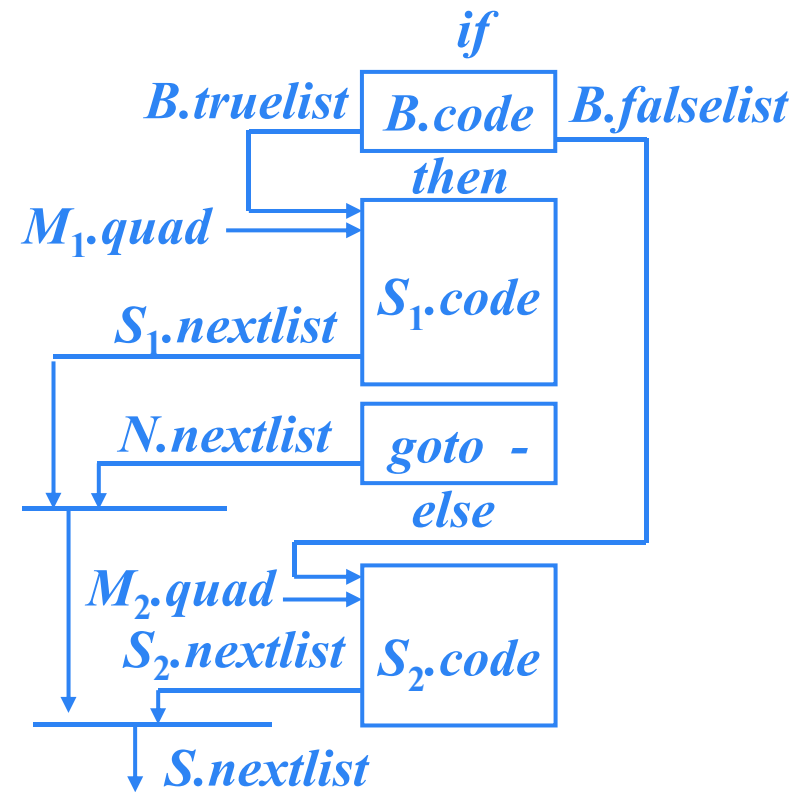 if
B.truelist
B.code
B.falselist
then
M₁.quad
S₁.code
S₁.nextlist
N.nextlist
goto -
else
M₂.quad
S₂.nextlist
S₂.code
S.nextlist